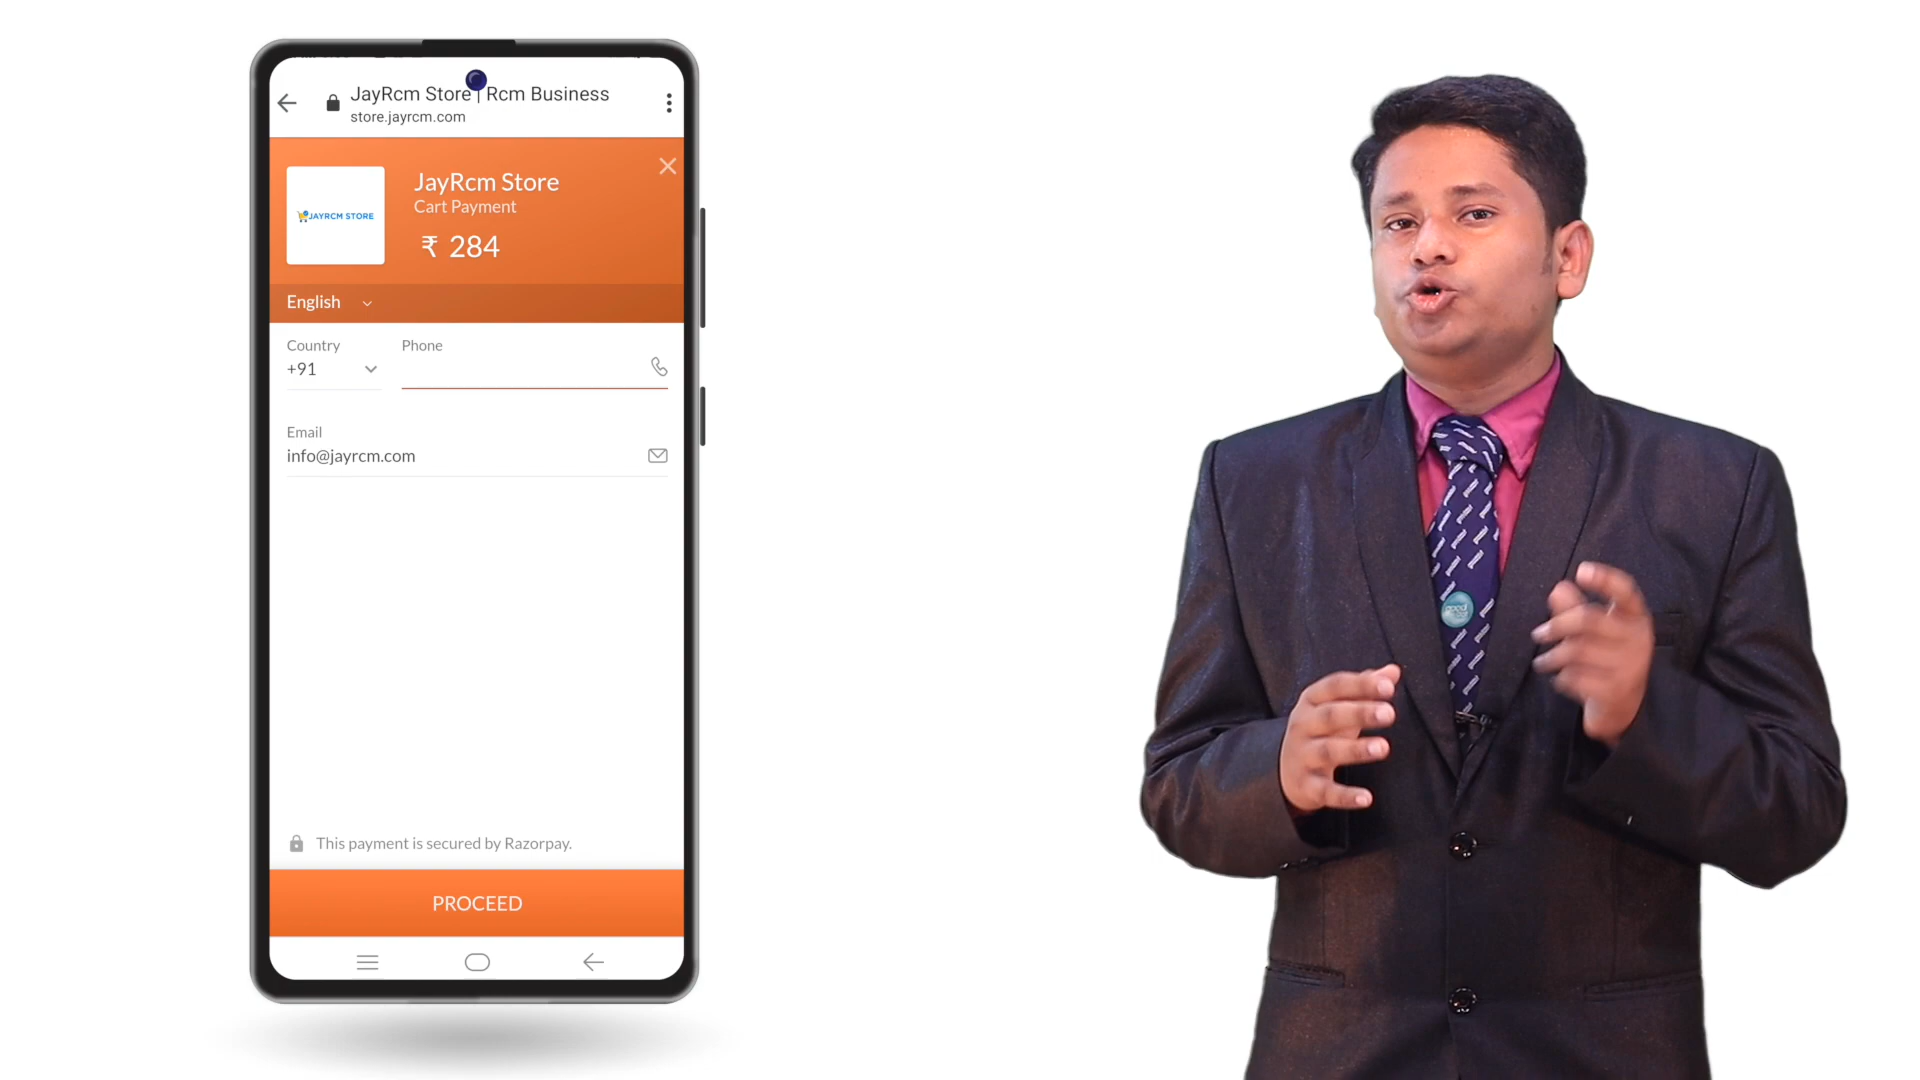 JayRcm Store | Rcm Business
store.jayrcm.com
JAYRCM STORE
JayRcm Store
Cart Payment
₹ 284
English
Country
+91
Phone
Email
info@jayrcm.com
This payment is secured by Razorpay.
PROCEED
good